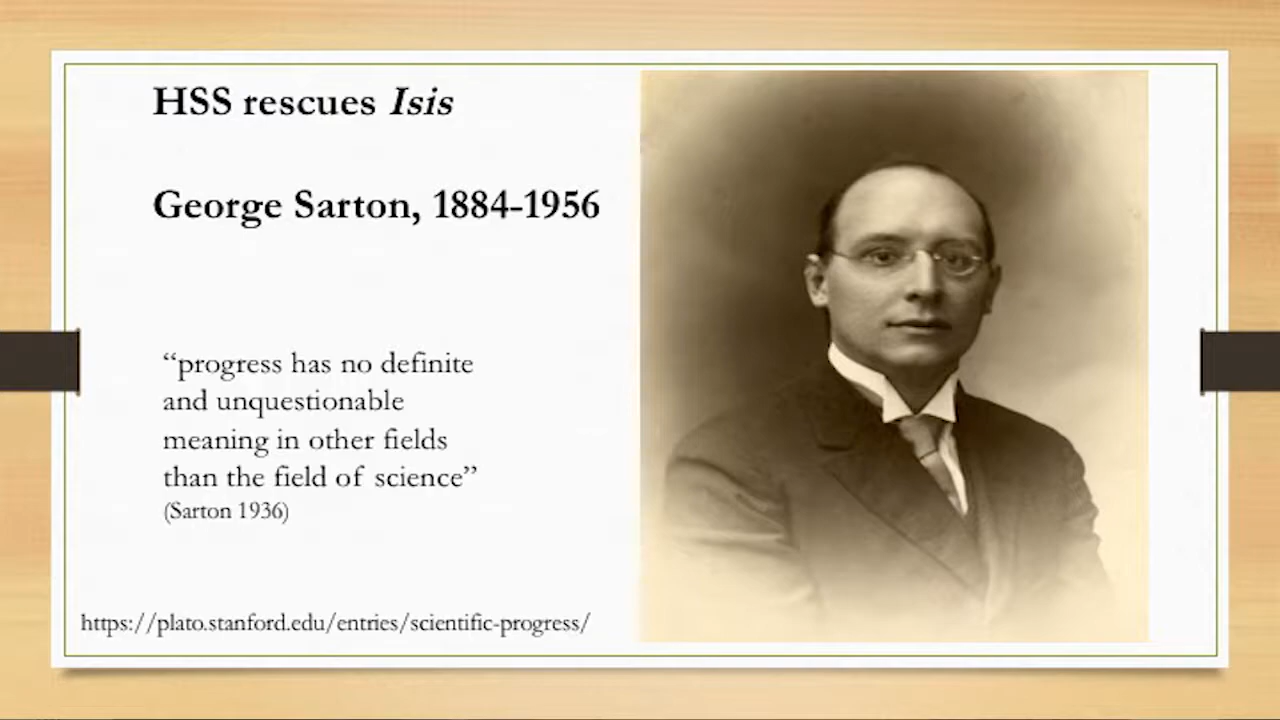 HSS rescues Isis
George Sarton, 1884-1956
“progress has no definite
and unquestionable
meaning in other fields
than the field of science”
(Sarton 1936)
https://plato.stanford.edu/entries/scientific-progress/